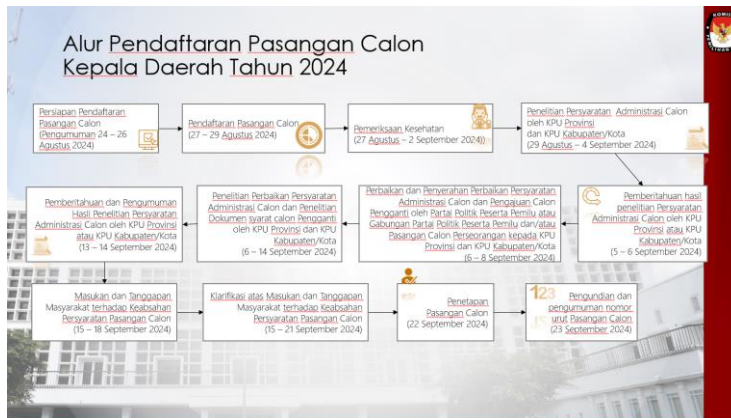 Alur Pendaftaran Pasangan Calon
Kepala Daerah Tahun 2024
Persiapan Pendaftaran
Pasangan Calon
(Pengumuman 24 – 26
Agustus 2024)
Pendaftaran Pasangan Calon
(27 – 29 Agustus 2024)
Pemeriksaan Kesehatan
(27 Agustus – 2 September 2024))
Penelitian Persyaratan Administrasi Calon
oleh KPU Provinsi
dan KPU Kabupaten/Kota
(29 Agustus – 4 September 2024)
Pemberitahuan hasil
penelitian Persyaratan
Administrasi Calon oleh KPU
Provinsi atau KPU
Kabupaten/Kota
(5 – 6 September 2024)
Perbaikan dan Penyerahan Perbaikan Persyaratan
Administrasi Calon dan Pengajuan Calon
Pengganti oleh Partai Politik Peserta Pemilu atau
Gabungan Partai Politik Peserta Pemilu dan/atau
Pasangan Calon Perseorangan kepada KPU
Provinsi dan KPU Kabupaten/Kota
(6 – 8 September 2024)
Penelitian Perbaikan Persyaratan
Administrasi Calon dan Penelitian
Dokumen syarat calon Pengganti
oleh KPU Provinsi dan KPU
Kabupaten/Kota
(6 – 14 September 2024)
Pemberitahuan dan Pengumuman
Hasil Penelitian Persyaratan
Administrasi Calon oleh KPU Provinsi
atau KPU Kabupaten/Kota
(13 – 14 September 2024)
Masukan dan Tanggapan
Masyarakat terhadap Keabsahan
Persyaratan Pasangan Calon
(15 – 18 September 2024)
Klarifikasi atas Masukan dan Tanggapan
Masyarakat terhadap Keabsahan
Persyaratan Pasangan Calon
(15 – 21 September 2024)
Penetapan
Pasangan Calon
(22 September 2024)
123
Pengundian dan
pengumuman nomor
urut Pasangan Calon
(23 September 2024)